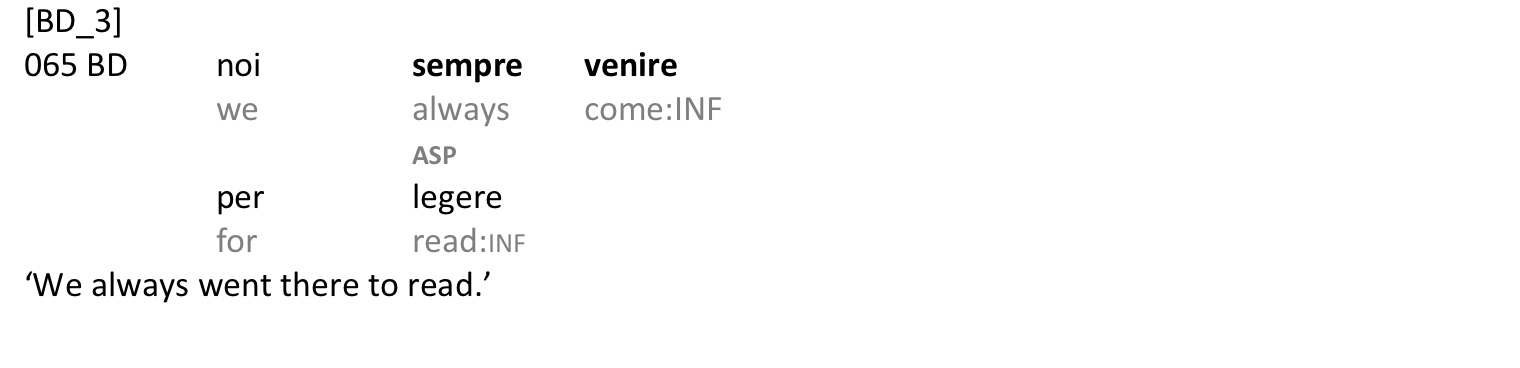 [BD_3]
065 BD noi sempre venire
we always come:INF
ASP
per legere
for read:INF
‘We always went there to read.’